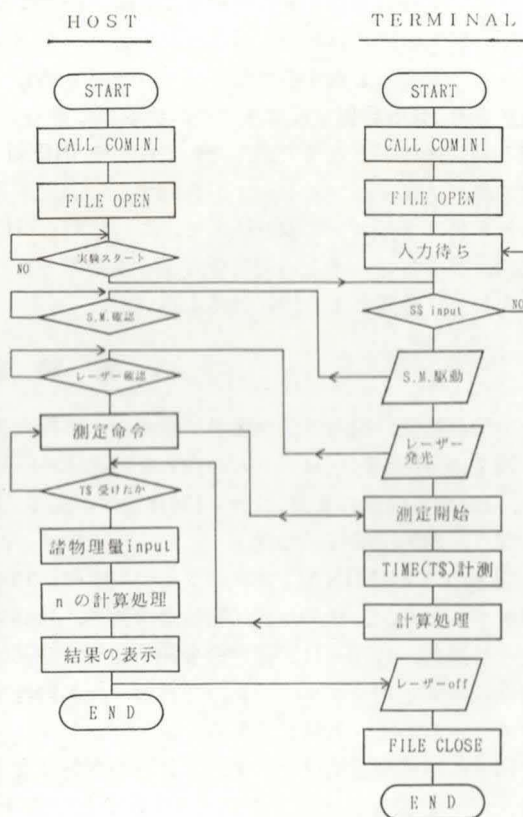 HOST
START
CALL COMINI
FILE OPEN
実験スタート
NO
S.M.確認
レーザー確認
測定命令
T$ 受けたか
諸物理量input
n の計算処理
結果の表示
END
TERMINAL
START
CALL COMINI
FILE OPEN
入力待ち
S$ input
NO
S.M.駆動
レーザー
発光
測定開始
TIME(T$)計測
計算処理
レーザーoff
FILE CLOSE
END